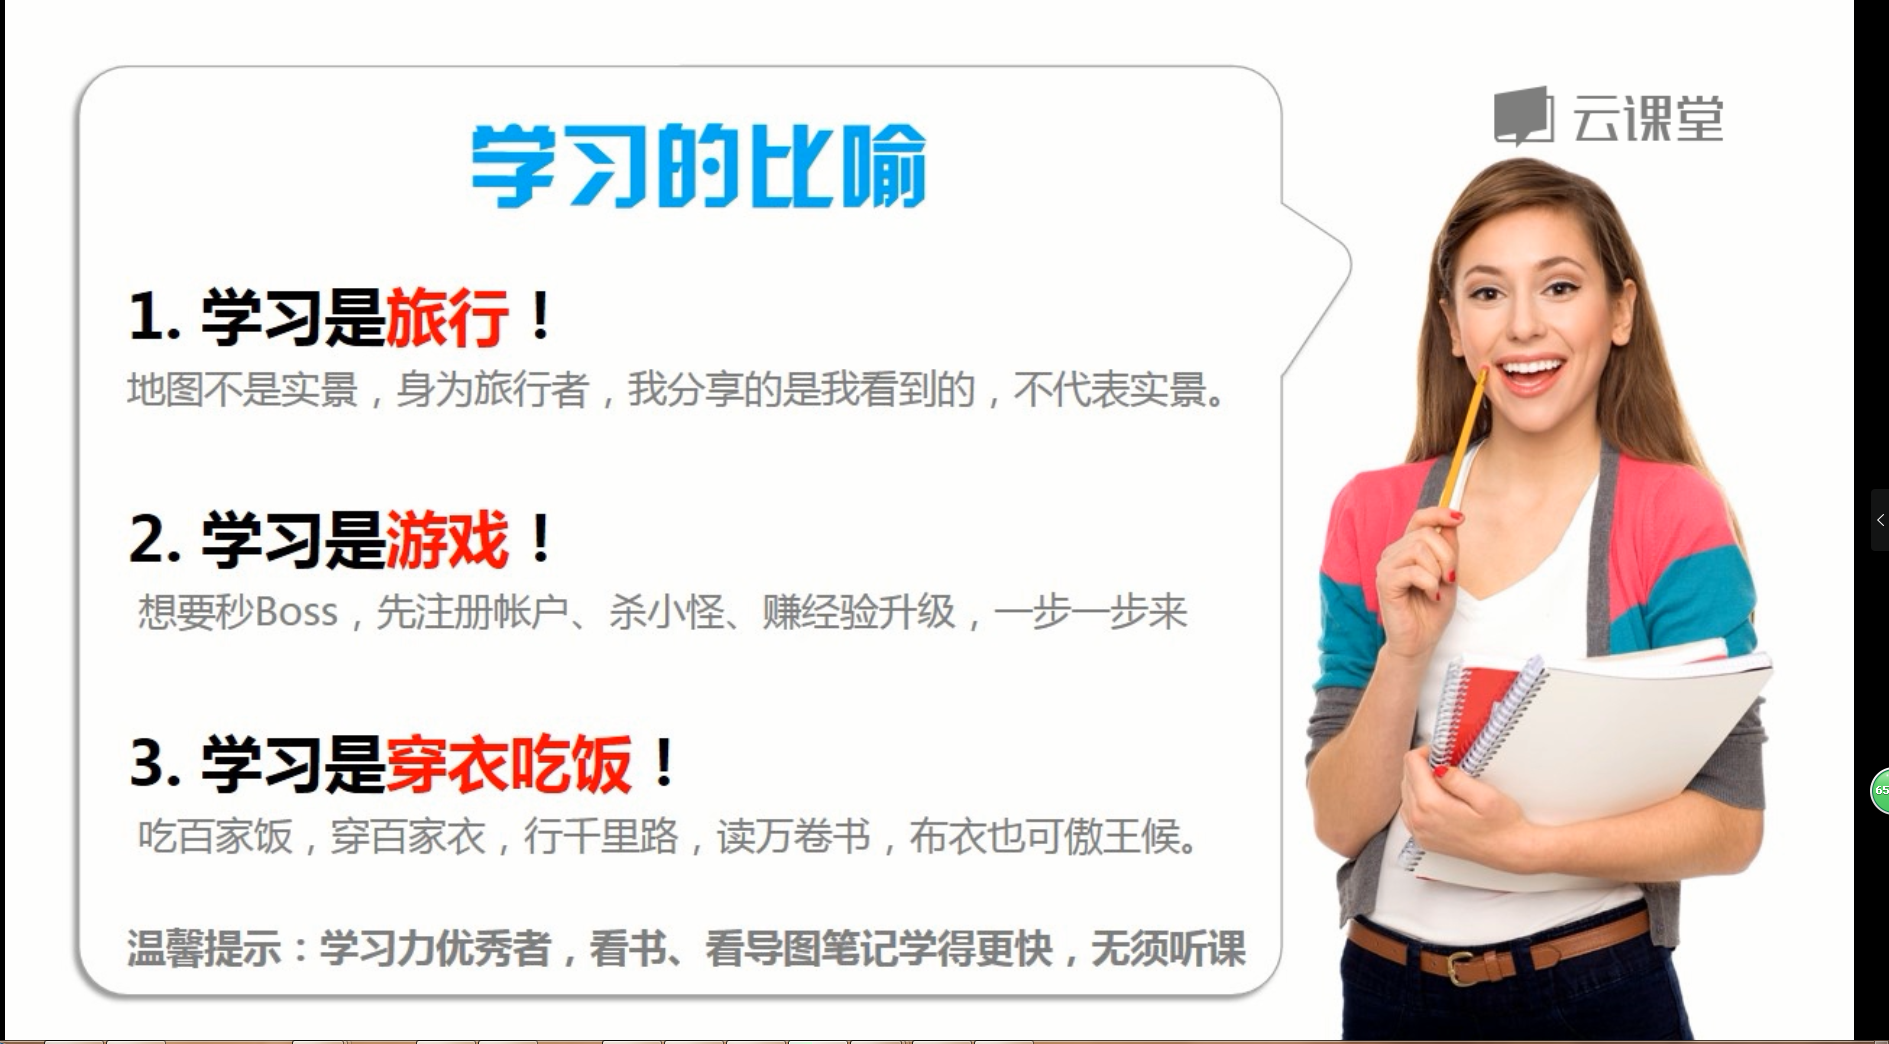 学习的比喻
云课堂
1. 学习是旅行！
地图不是实景，身为旅行者，我分享的是我看到的，不代表实景。
2. 学习是游戏！
想要秒Boss，先注册帐户、杀小怪、赚经验升级，一步一步来
3. 学习是穿衣吃饭！
吃百家饭，穿百家衣，行千里路，读万卷书，布衣也可傲王候。
温馨提示：学习力优秀者，看书、看导图笔记学得更快，无须听课
65